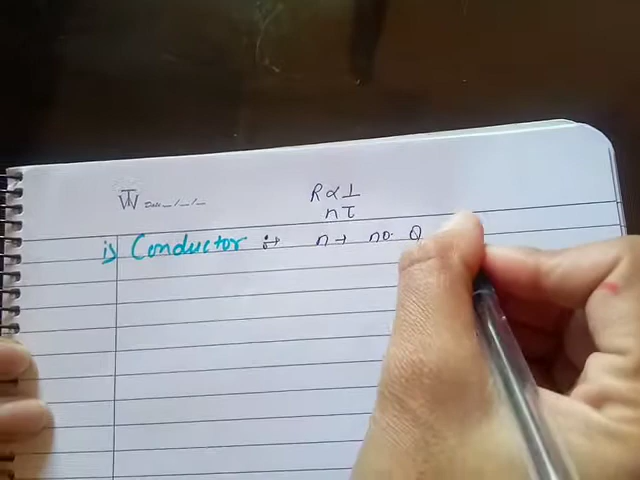 R ∝ 1
nτ
Date _/_/_
i) Conductor :→ n → no. Q